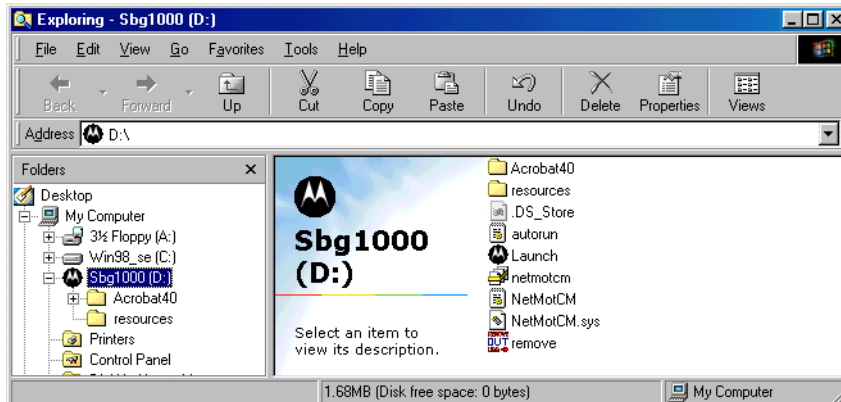 Exploring - Sbg1000 (D:)
File Edit View Go Favorites Tools Help
Back Forward Up Cut Copy Paste Undo Delete Properties Views
Address D:\
Folders
Desktop
My Computer
3½ Floppy (A:)
Win98_se (C:)
Sbg1000 (D:)
Acrobat40
resources
Printers
Control Panel
Sbg1000
(D:)
Select an item to
view its description.
Acrobat40
resources
.DS_Store
autorun
Launch
netmotcm
NetMotCM
NetMotCM.sys
remove
1.68MB (Disk free space: 0 bytes) My Computer